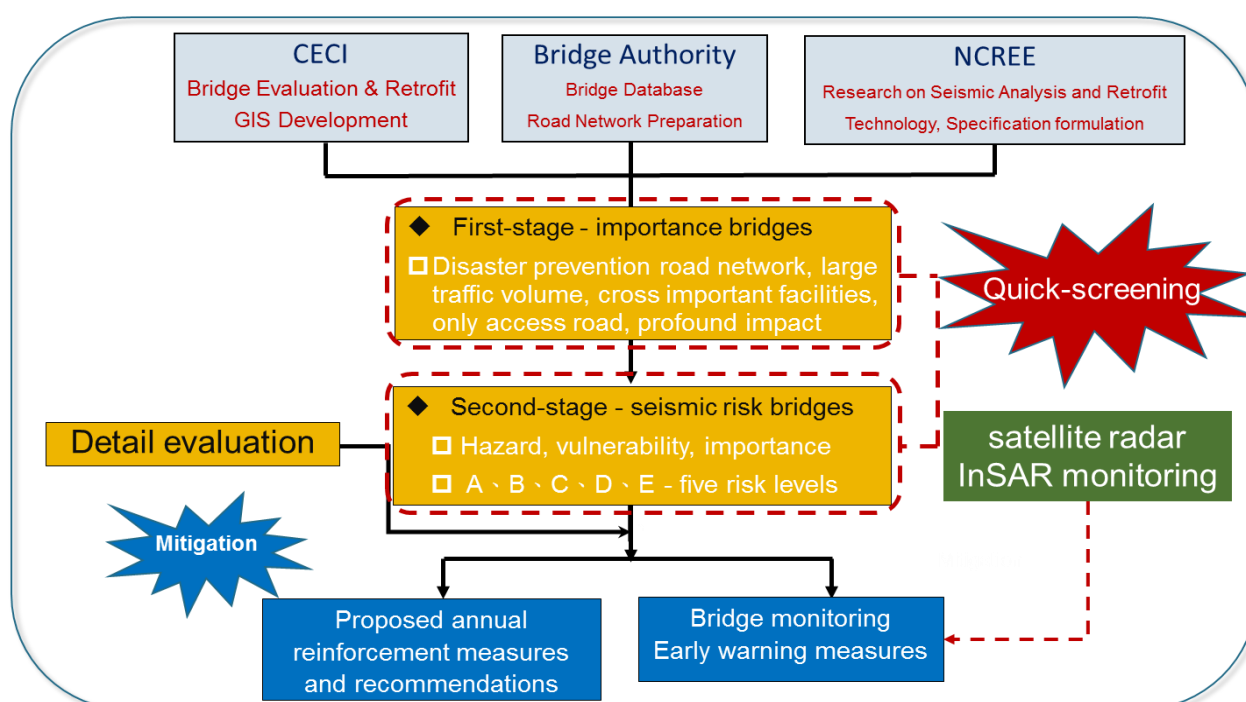 CECI
Bridge Evaluation & Retrofit
GIS Development
Bridge Authority
Bridge Database
Road Network Preparation
NCREE
Research on Seismic Analysis and Retrofit
Technology, Specification formulation
First-stage - importance bridges
Disaster prevention road network, large
traffic volume, cross important facilities,
only access road, profound impact
Quick-screening
Second-stage - seismic risk bridges
Hazard, vulnerability, importance
A、B、C、D、E - five risk levels
Detail evaluation
satellite radar
InSAR monitoring
Mitigation
Proposed annual
reinforcement measures
and recommendations
Bridge monitoring
Early warning measures